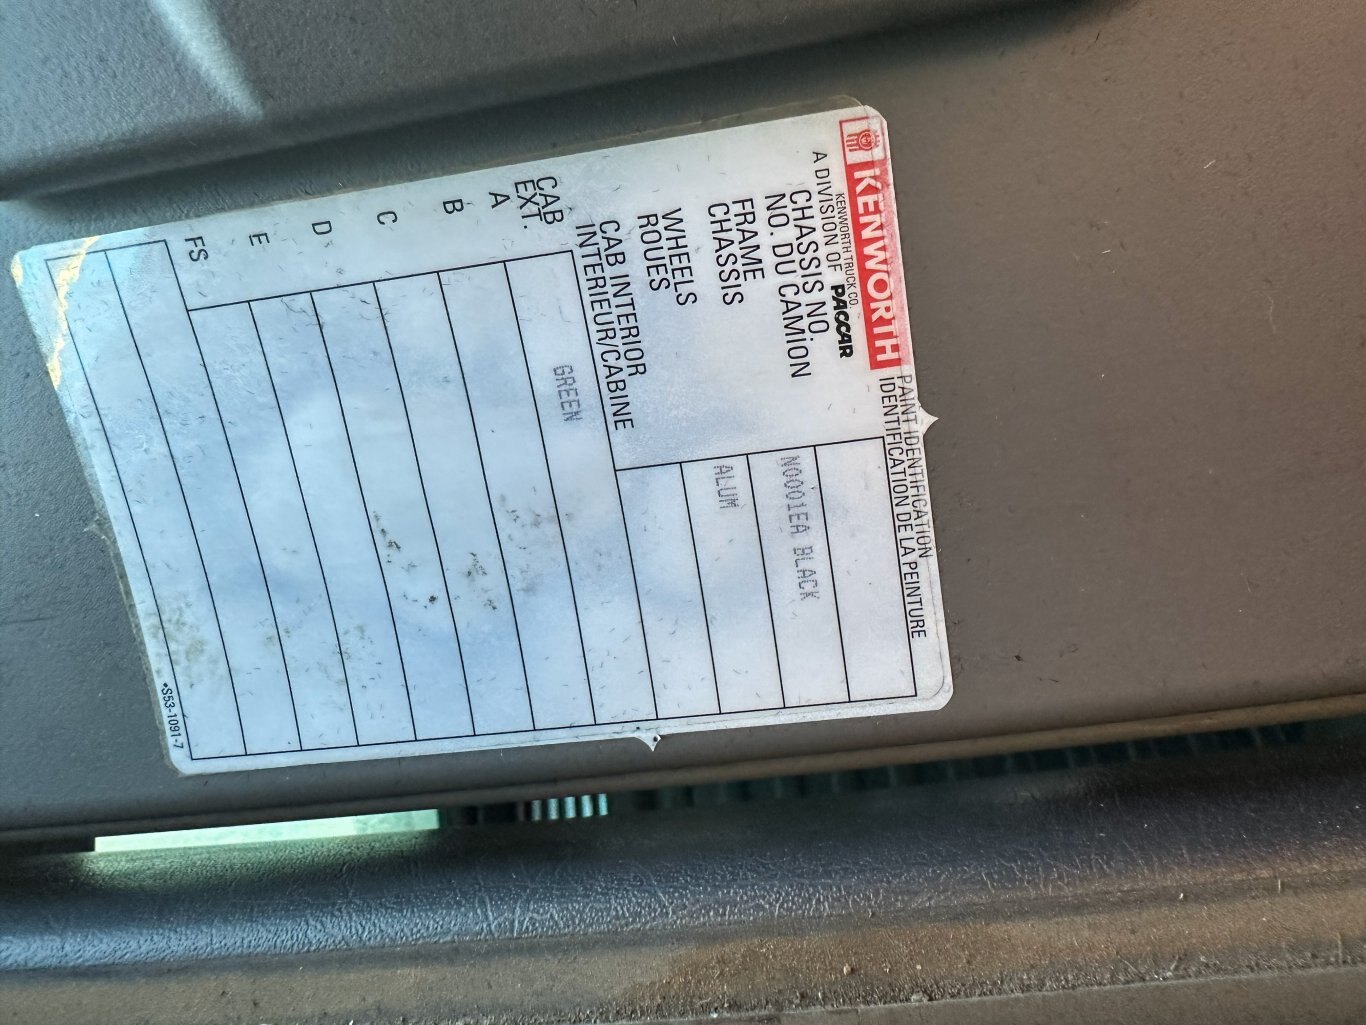 KENWORTH
PAINT IDENTIFICATION
IDENTIFICATION DE LA PEINTURE
KENWORTH TRUCK CO.
A DIVISION OF PACCAR
CHASSIS NO.
NO. DU CAMION
FRAME
CHASSIS
N0001EA BLACK
WHEELS
ROUES
ALUM
CAB INTERIOR
INTERIEUR/CABINE
CAB
EXT.
A
GREEN
B
C
D
E
FS
*S53-1091-7